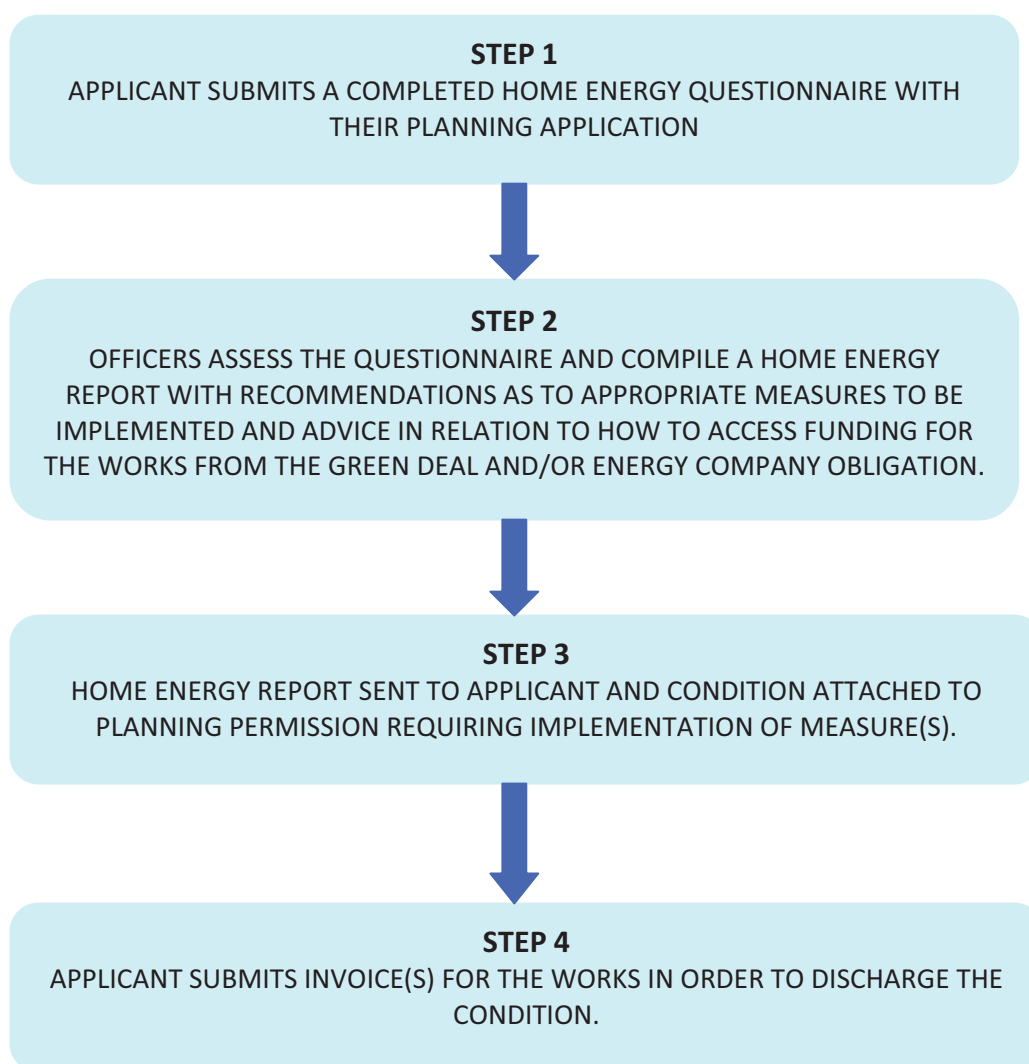 STEP 1
APPLICANT SUBMITS A COMPLETED HOME ENERGY QUESTIONNAIRE WITH
THEIR PLANNING APPLICATION
STEP 2
OFFICERS ASSESS THE QUESTIONNAIRE AND COMPILE A HOME ENERGY
REPORT WITH RECOMMENDATIONS AS TO APPROPRIATE MEASURES TO BE
IMPLEMENTED AND ADVICE IN RELATION TO HOW TO ACCESS FUNDING FOR
THE WORKS FROM THE GREEN DEAL AND/OR ENERGY COMPANY OBLIGATION.
STEP 3
HOME ENERGY REPORT SENT TO APPLICANT AND CONDITION ATTACHED TO
PLANNING PERMISSION REQUIRING IMPLEMENTATION OF MEASURE(S).
STEP 4
APPLICANT SUBMITS INVOICE(S) FOR THE WORKS IN ORDER TO DISCHARGE THE
CONDITION.